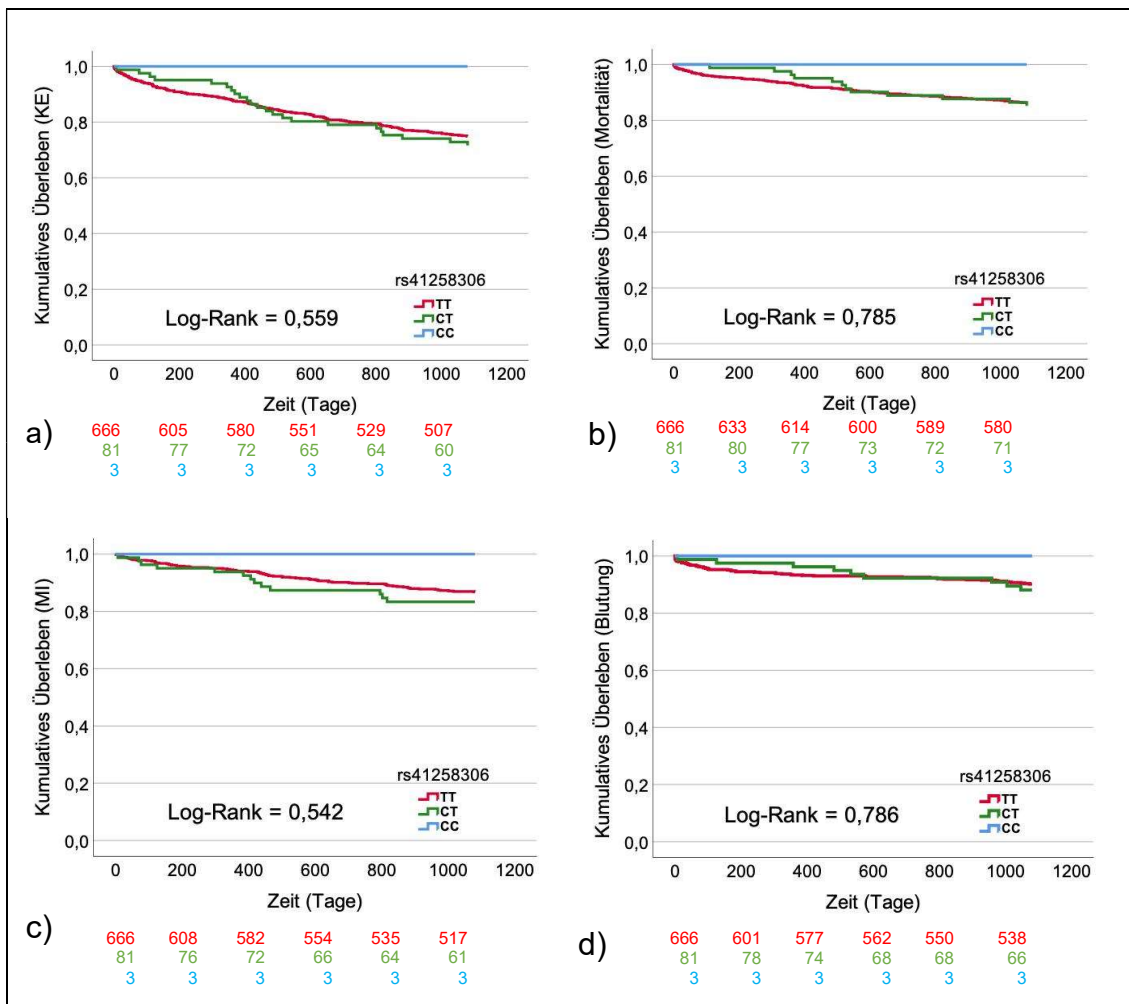 Kumulatives Überleben (KE)
1,0
0,8
0,6
0,4
0,2
0,0
rs41258306
TT
CT
CC
Log-Rank = 0,559
0 200 400 600 800 1000 1200
Zeit (Tage)
a)
666 605 580 551 529 507
81 77 72 65 64 60
3 3 3 3 3 3
Kumulatives Überleben (Mortalität)
1,0
0,8
0,6
0,4
0,2
0,0
rs41258306
TT
CT
CC
Log-Rank = 0,785
0 200 400 600 800 1000 1200
Zeit (Tage)
b)
666 633 614 600 589 580
81 80 77 73 72 71
3 3 3 3 3 3
Kumulatives Überleben (MI)
1,0
0,8
0,6
0,4
0,2
0,0
rs41258306
TT
CT
CC
Log-Rank = 0,542
0 200 400 600 800 1000 1200
Zeit (Tage)
c)
666 608 582 554 535 517
81 76 72 66 64 61
3 3 3 3 3 3
Kumulatives Überleben (Blutung)
1,0
0,8
0,6
0,4
0,2
0,0
rs41258306
TT
CT
CC
Log-Rank = 0,786
0 200 400 600 800 1000 1200
Zeit (Tage)
d)
666 601 577 562 550 538
81 78 74 68 68 66
3 3 3 3 3 3